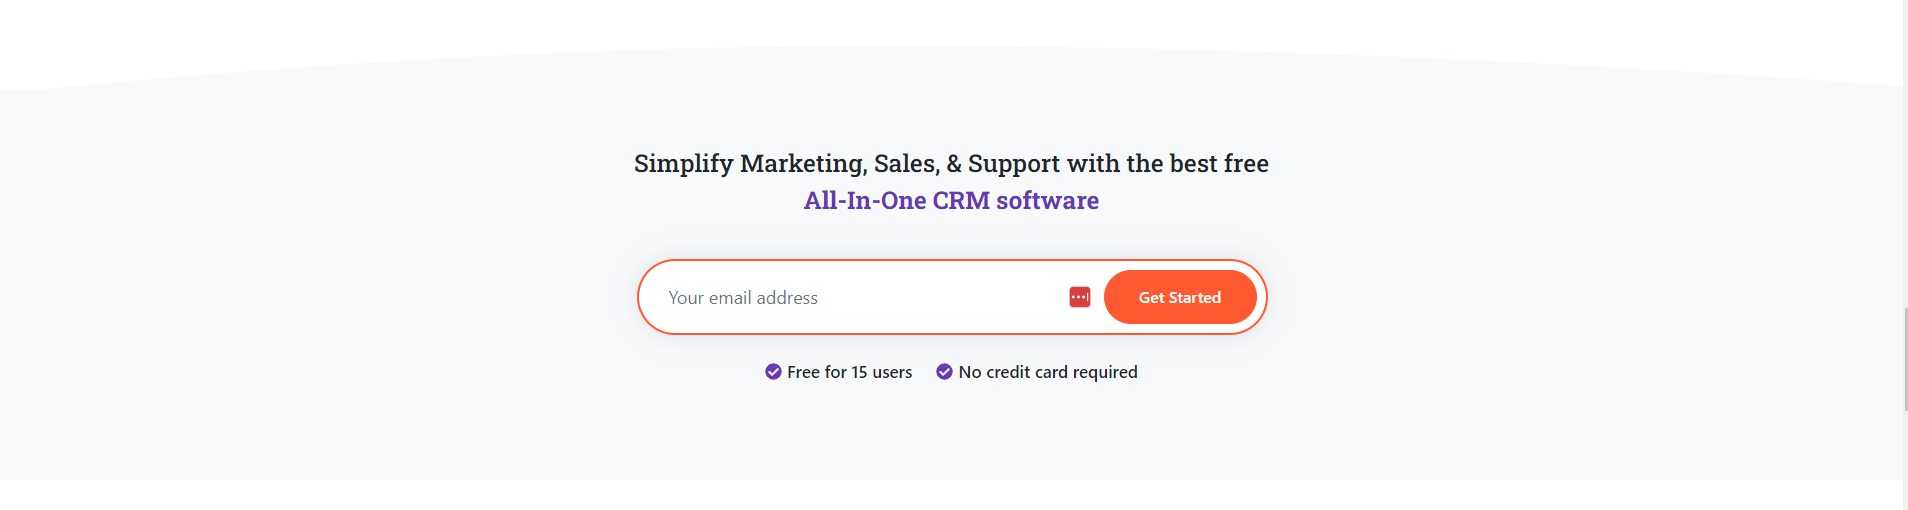 Simplify Marketing, Sales, & Support with the best free
All-In-One CRM software
Your email address
Get Started
Free for 15 users
No credit card required